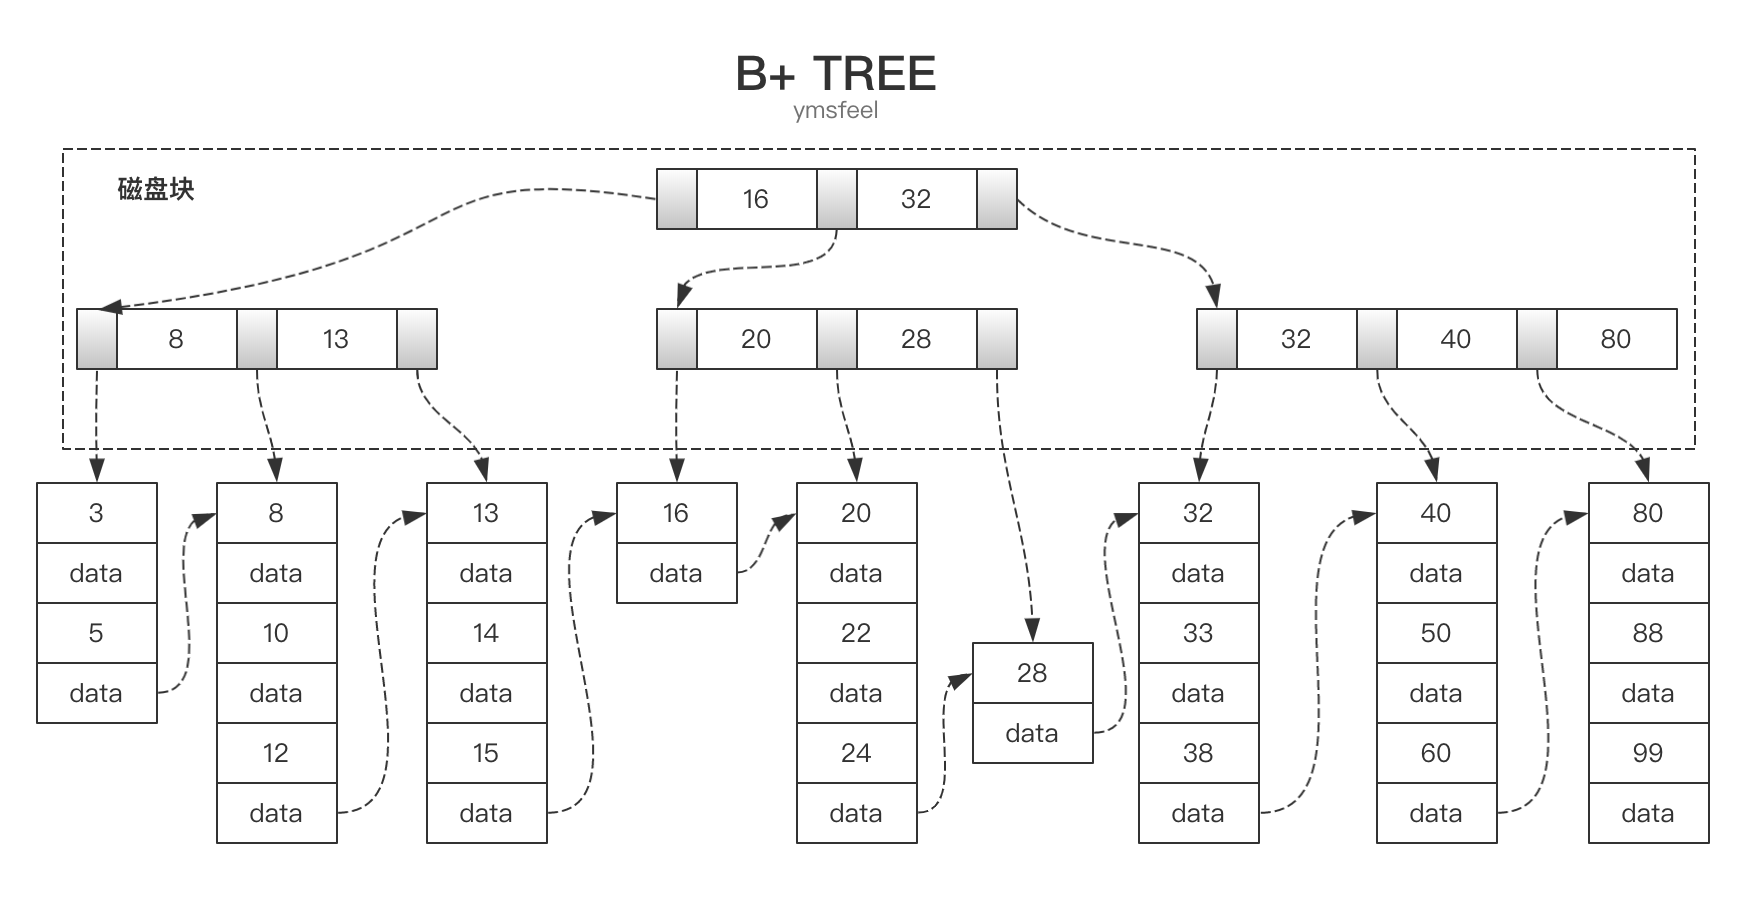 B+ TREE
ymsfeel
磁盘块
16 32
8 13 20 28 32 40 80
3 8 13 16 20 32 40 80
data data data data data data data data
5 10 14 22 33 50 88
data data data data data data data
28
12 15 24 38 60 99
data
data data data data data data